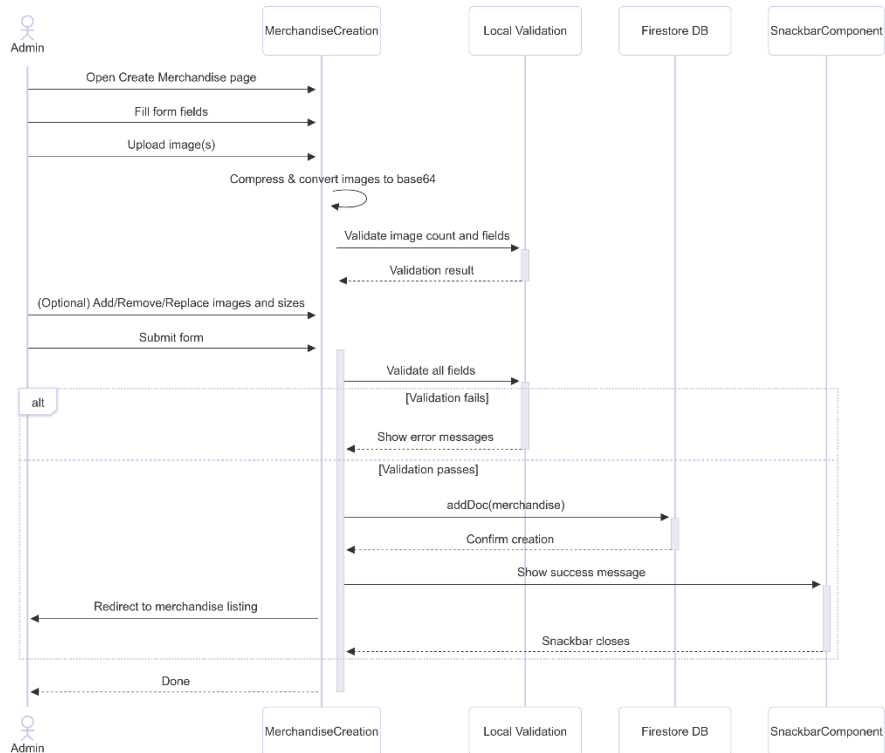 Admin
MerchandiseCreation
Local Validation
Firestore DB
SnackbarComponent
Open Create Merchandise page
Fill form fields
Upload image(s)
Compress & convert images to base64
Validate image count and fields
Validation result
(Optional) Add/Remove/Replace images and sizes
Submit form
Validate all fields
alt
[Validation fails]
Show error messages
[Validation passes]
addDoc(merchandise)
Confirm creation
Show success message
Redirect to merchandise listing
Snackbar closes
Done
Admin
MerchandiseCreation
Local Validation
Firestore DB
SnackbarComponent